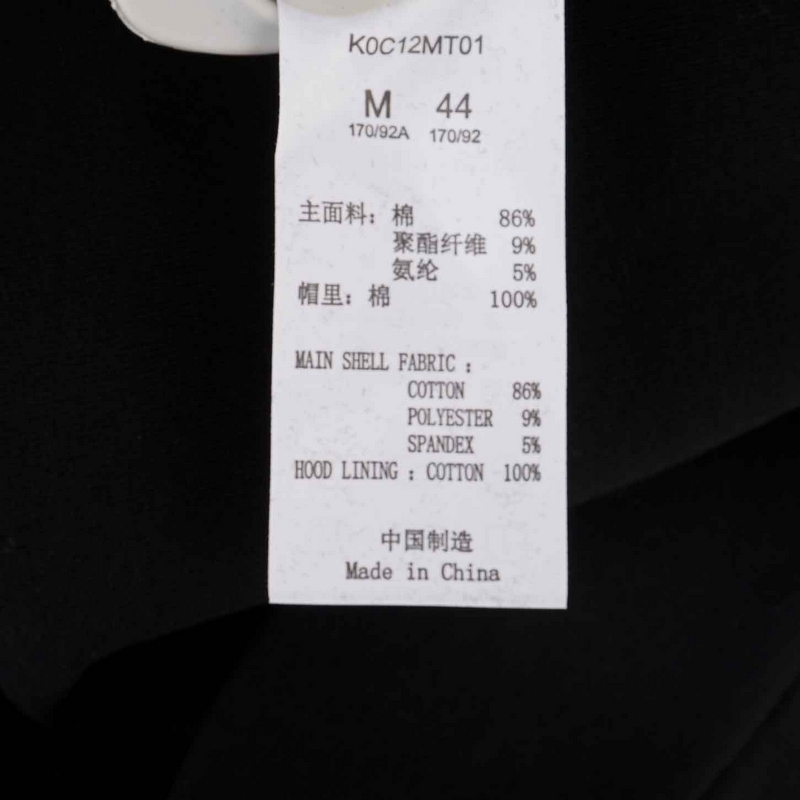 K0C12MT01
M 44
170/92A 170/92
主面料：棉 86%
聚酯纤维 9%
氨纶 5%
帽里：棉 100%
MAIN SHELL FABRIC：
COTTON 86%
POLYESTER 9%
SPANDEX 5%
HOOD LINING：COTTON 100%
中国制造
Made in China